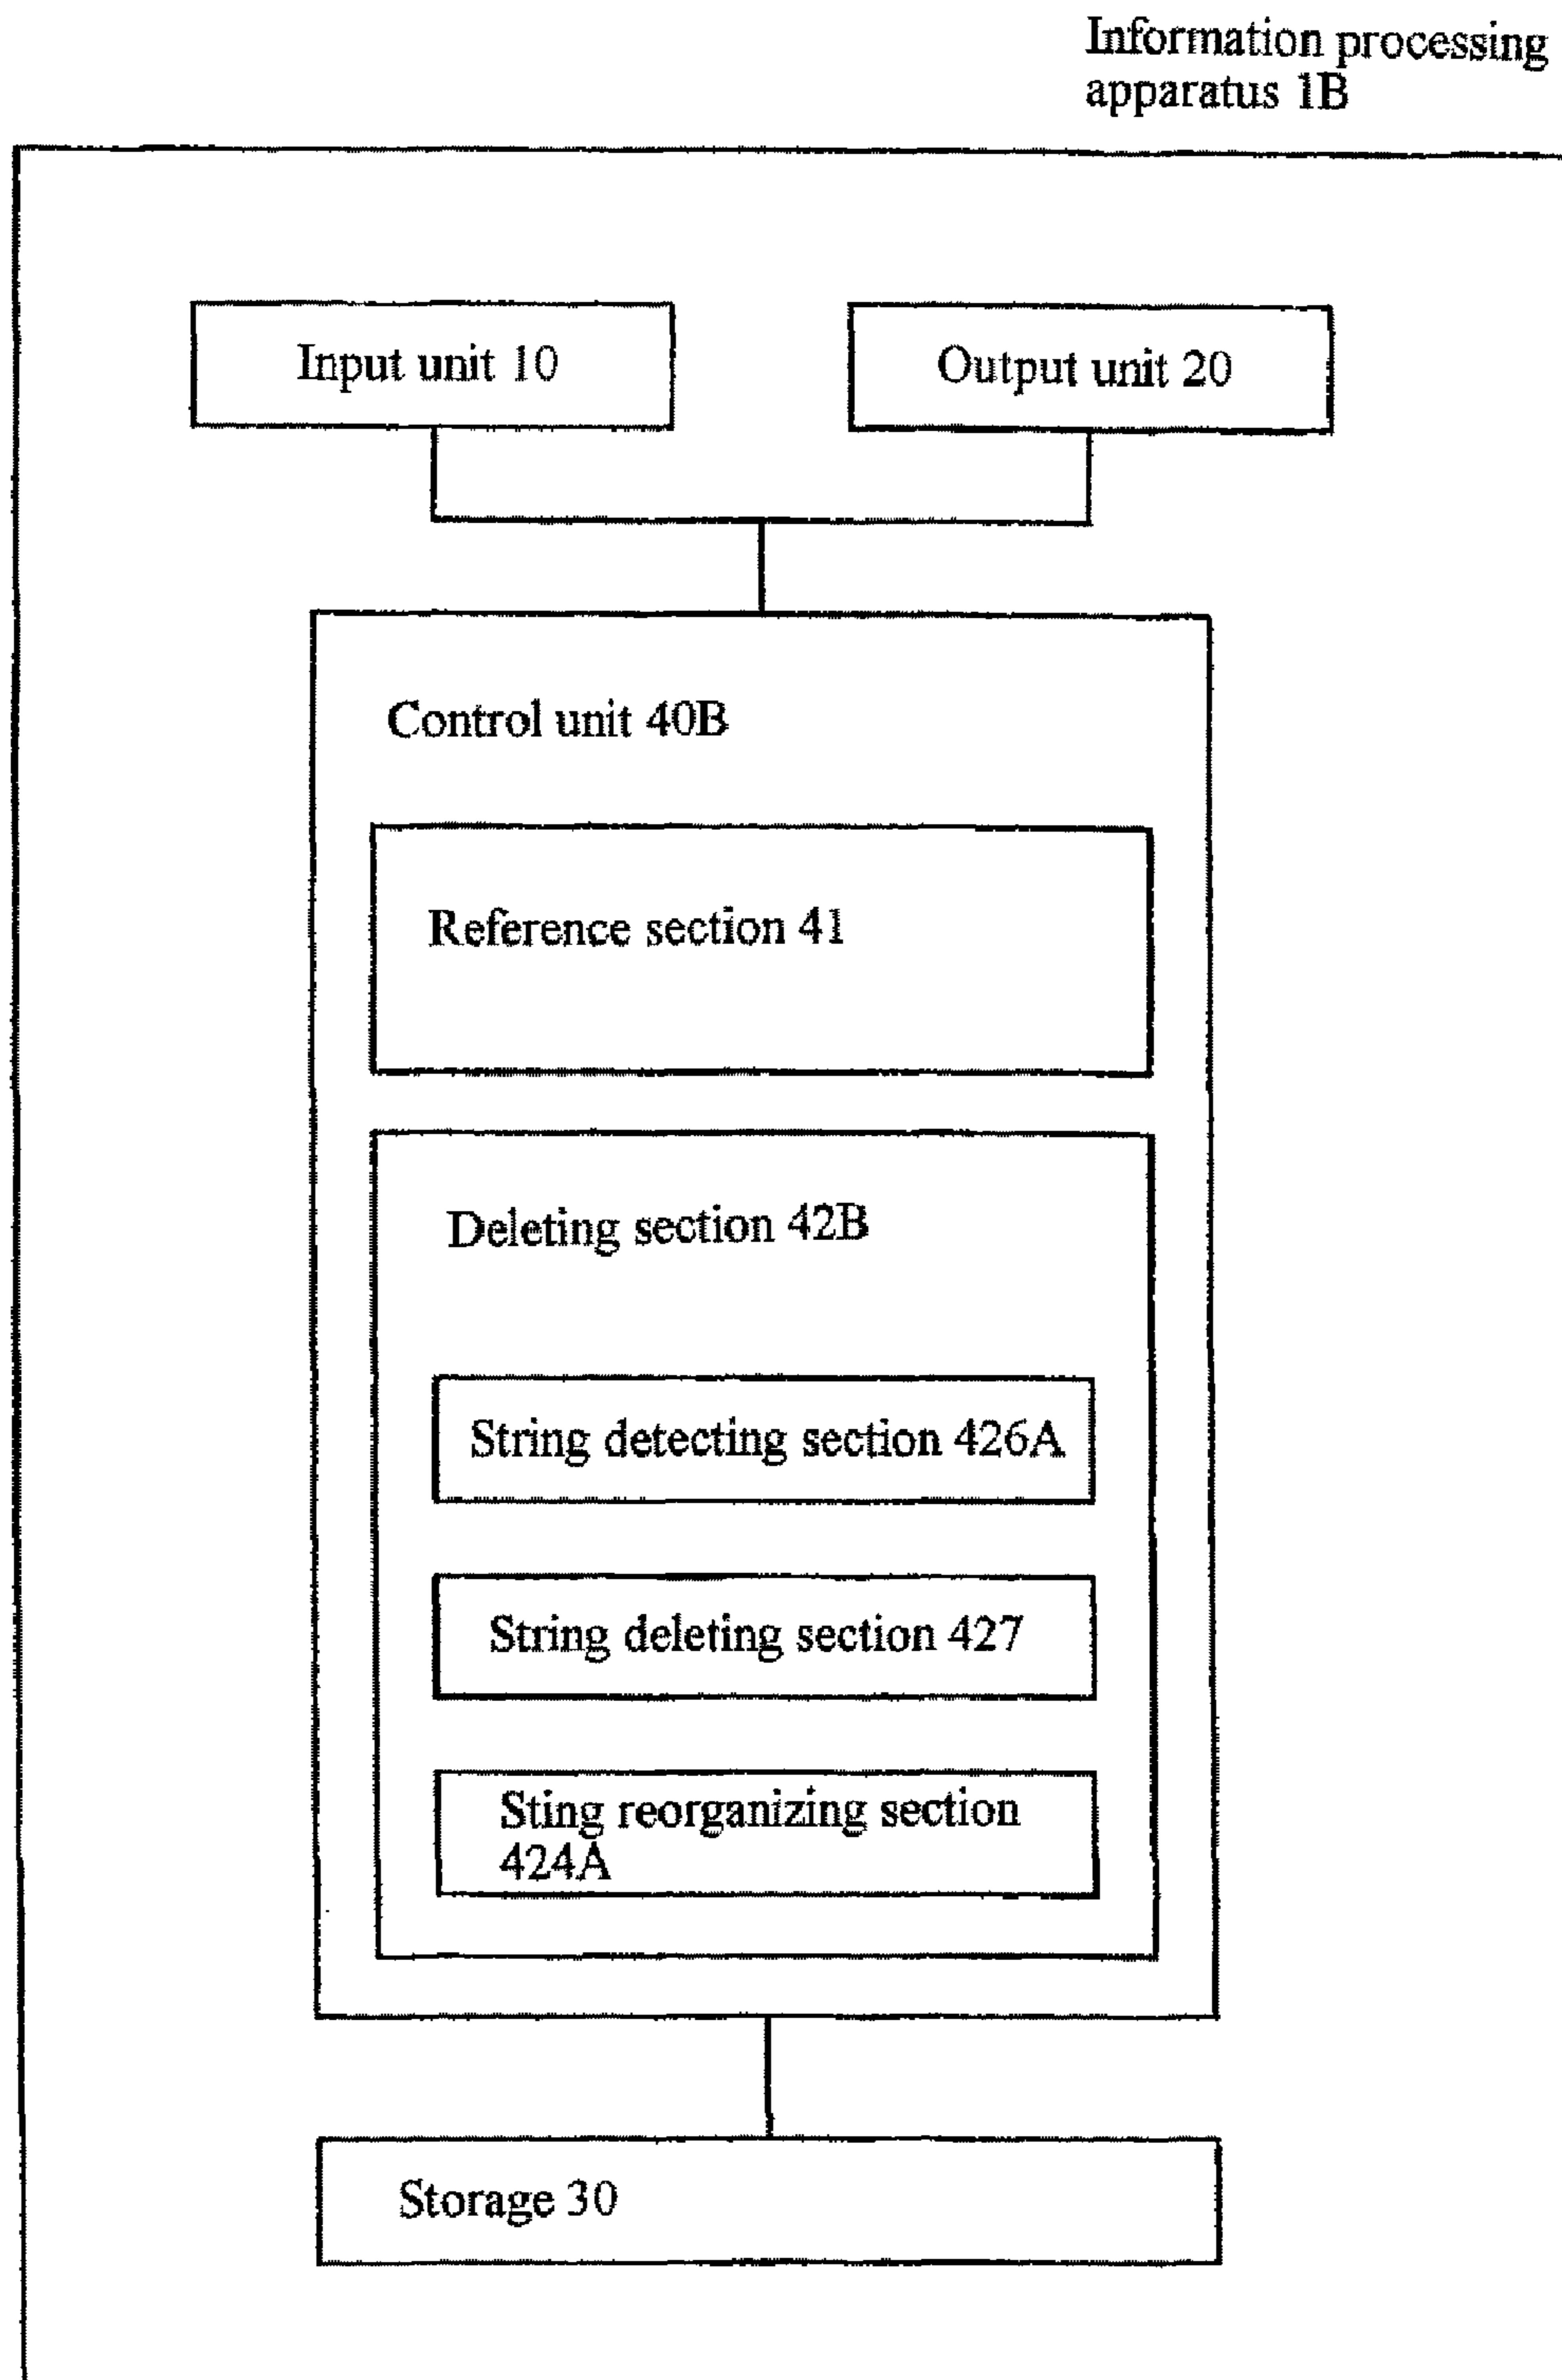 Information processing
apparatus 1B
Input unit 10
Output unit 20
Control unit 40B
Reference section 41
Deleting section 42B
String detecting section 426A
String deleting section 427
Sting reorganizing section
424A
Storage 30